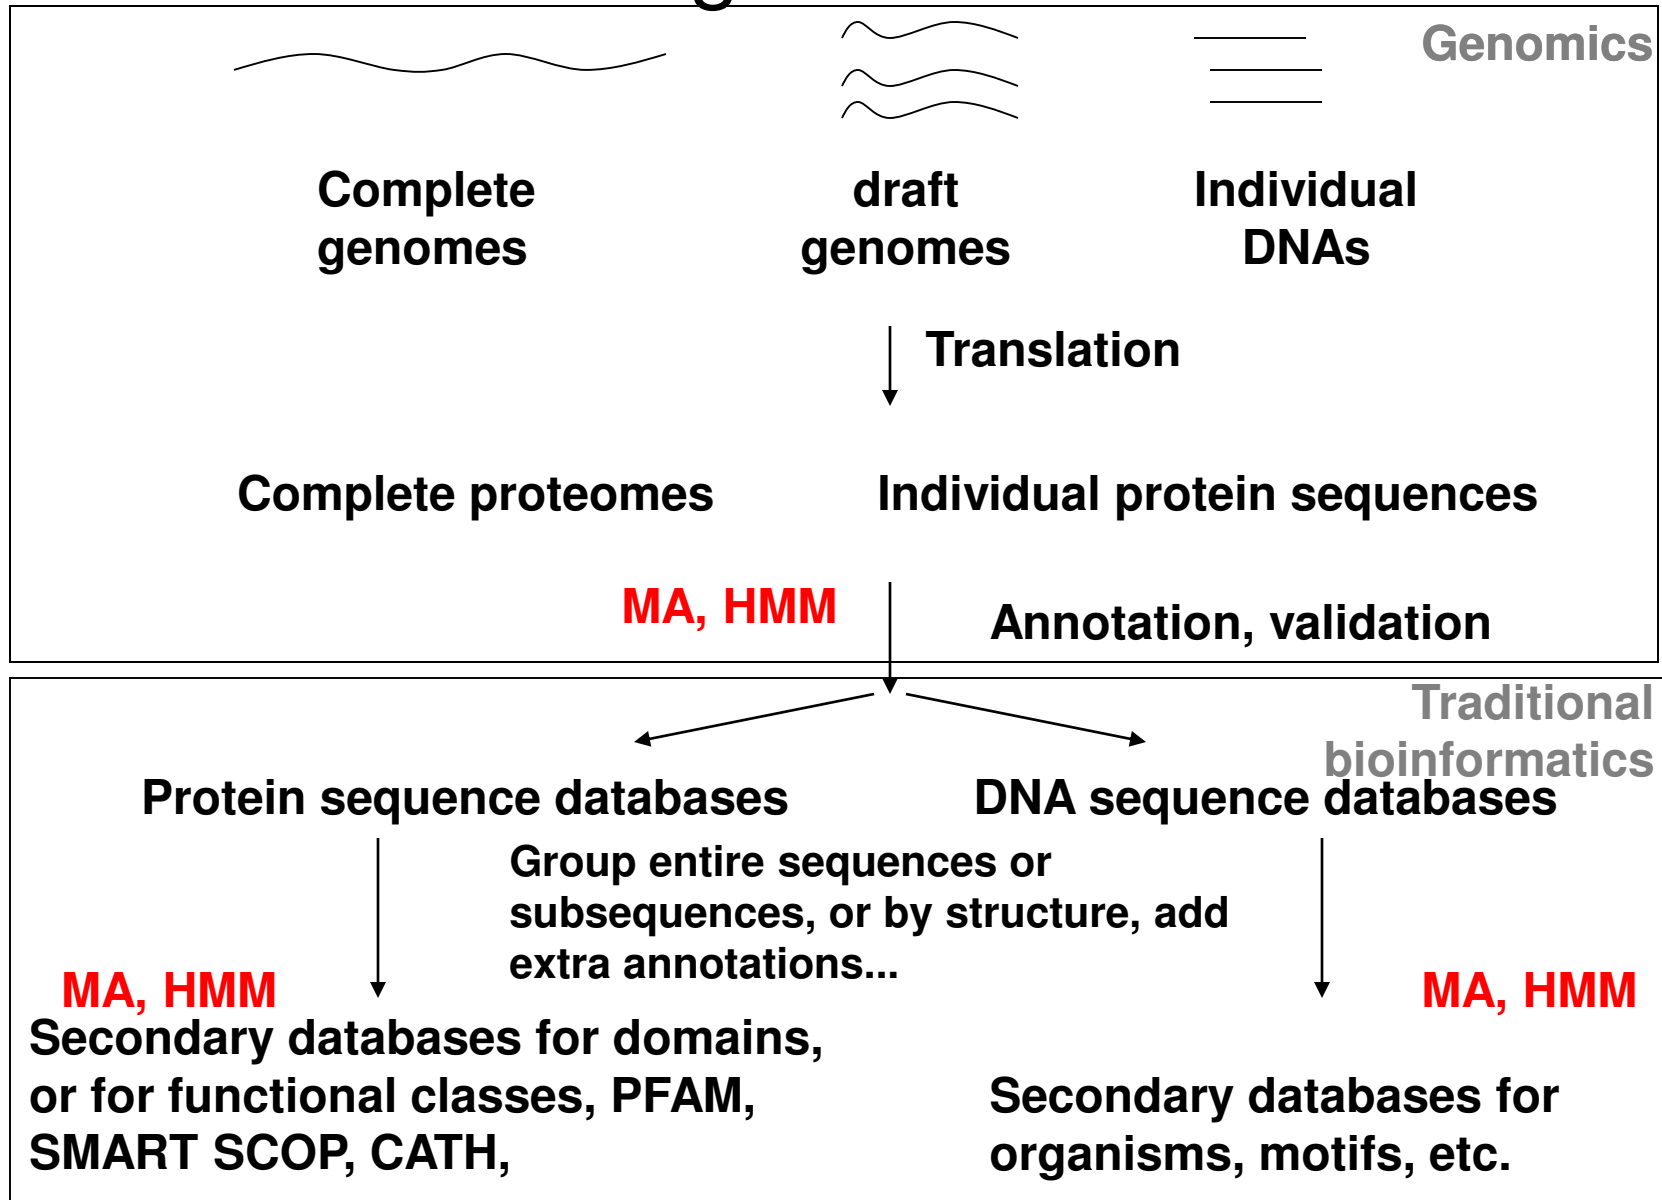 Genomics
Complete
genomes
draft
genomes
Individual
DNAs
Translation
Complete proteomes
Individual protein sequences
MA, HMM
Annotation, validation
Traditional
bioinformatics
Protein sequence databases
DNA sequence databases
Group entire sequences or
subsequences, or by structure, add
extra annotations...
MA, HMM
MA, HMM
Secondary databases for domains,
or for functional classes, PFAM,
SMART SCOP, CATH,
Secondary databases for
organisms, motifs, etc.